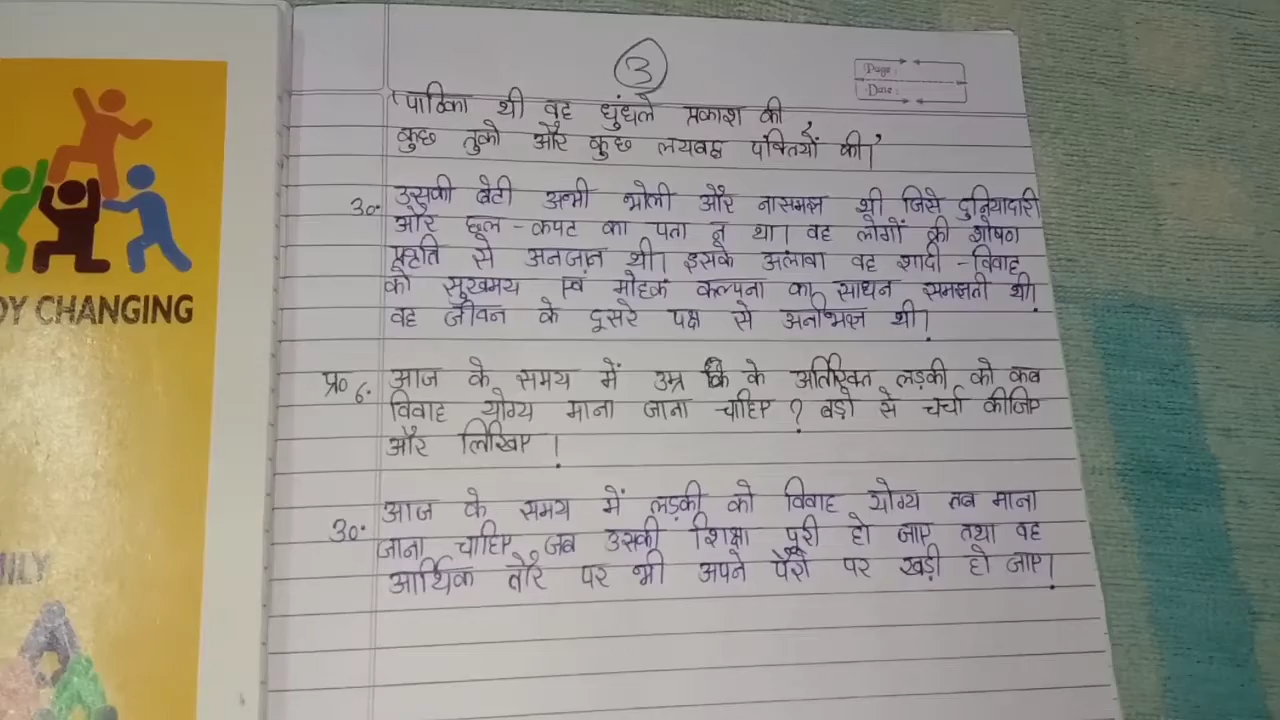 3
Page:
Date:
'पाठिका थी वह धुंधले प्रकाश की
कुछ तुको और कुछ लयबद्ध पंक्तियों की।'
उ० उसकी बेटी अभी भोली और नासमझ थी जिसे दुनियादारी
और छल - कपट का पता न था। वह लोगों की शोषण
प्रवृति से अनजान थी। इसके अलावा वह शादी - विवाह
को सुखमय एवं मोहक कल्पना का साधन समझती थी।
वह जीवन के दूसरे पक्ष से अनभिज्ञ थी।
प्र० 6. आज के समय में उम्र के अतिरिक्त लड़की को कब
विवाह योग्य माना जाना चाहिए ? बड़ो से चर्चा कीजिए
और लिखिए।
उ० आज के समय में लड़की को विवाह योग्य तब माना
जाना चाहिए जब उसकी शिक्षा पूरी हो जाए तथा वह
आर्थिक तौर पर भी अपने पैरों पर खड़ी हो जाए।
DY CHANGING
MILY